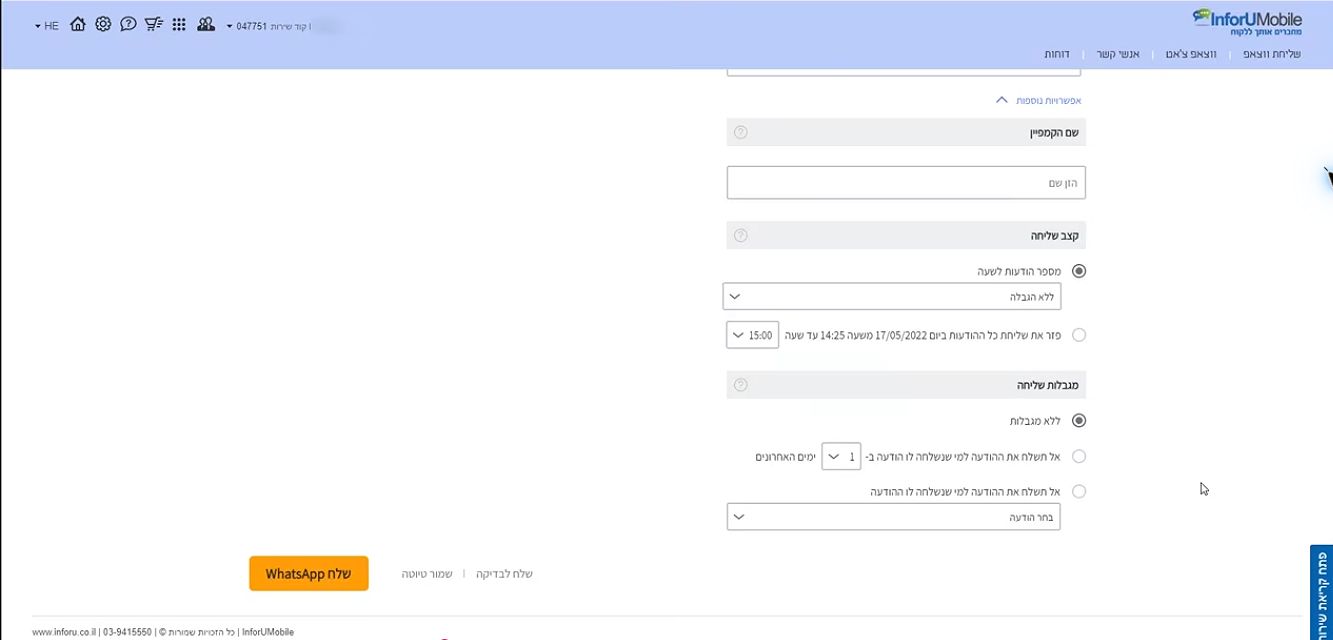 InforUMobile
מחברים אותך ללקוח
קוד שירות 047751
HE
שליחת ווצאפ | ווצאפ צ'אט | אנשי קשר | דוחות
אפשרויות נוספות
שם הקמפיין
הזן שם
קצב שליחה
מספר הודעות לשעה
ללא הגבלה
פזר את שליחת כל ההודעות ביום 17/05/2022 משעה 14:25 עד שעה 15:00
מגבלות שליחה
ללא מגבלות
אל תשלח את ההודעה למי שנשלחה לו הודעה ב- 1 ימים האחרונים
אל תשלח את ההודעה למי שנשלחה לו ההודעה
בחר הודעה
שלח לבדיקה | שמור טיוטה
שלח WhatsApp
פתח קריאת שירות
www.inforu.co.il | 03-9415550 | © כל הזכויות שמורות | InforUMobile